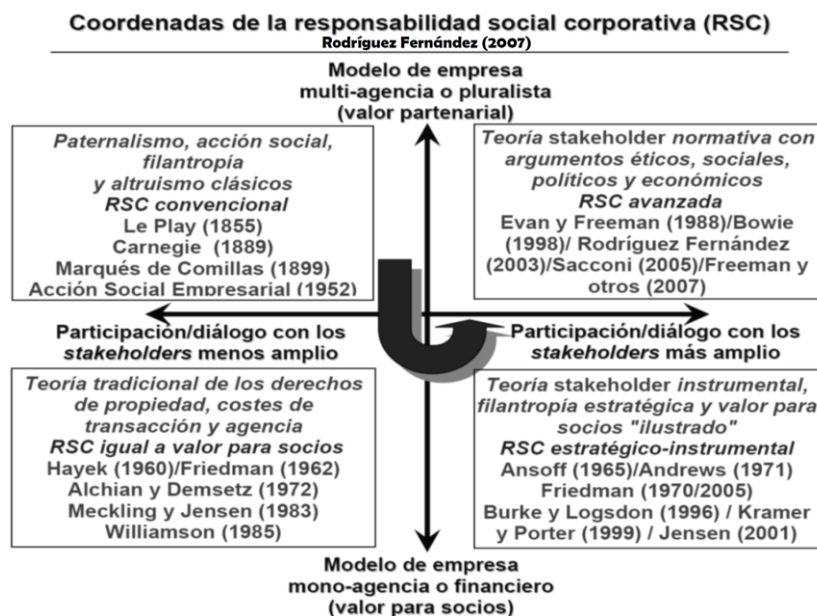 Coordenadas de la responsabilidad social corporativa (RSC)
Rodríguez Fernández (2007)
Modelo de empresa
multi-agencia o pluralista
(valor partenarial)
Paternalismo, acción social,
filantropía
y altruismo clásicos
RSC convencional
Le Play (1855)
Carnegie (1889)
Marqués de Comillas (1899)
Acción Social Empresarial (1952)
Teoría stakeholder normativa con
argumentos éticos, sociales,
políticos y económicos
RSC avanzada
Evan y Freeman (1988)/Bowie
(1998)/ Rodríguez Fernández
(2003)/Sacconi (2005)/Freeman y
otros (2007)
Participación/diálogo con los
stakeholders menos amplio
Participación/diálogo con los
stakeholders más amplio
Teoría tradicional de los derechos
de propiedad, costes de
transacción y agencia
RSC igual a valor para socios
Hayek (1960)/Friedman (1962)
Alchian y Demsetz (1972)
Meckling y Jensen (1983)
Williamson (1985)
Teoría stakeholder instrumental,
filantropía estratégica y valor para
socios "ilustrado"
RSC estratégico-instrumental
Ansoff (1965)/Andrews (1971)
Friedman (1970/2005)
Burke y Logsdon (1996) / Kramer
y Porter (1999) / Jensen (2001)
Modelo de empresa
mono-agencia o financiero
(valor para socios)